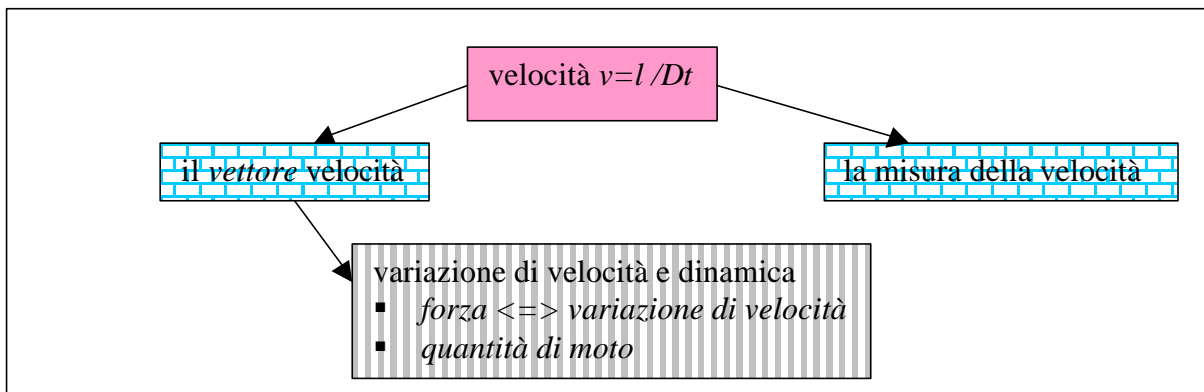 velocità v=l /Dt
il vettore velocità
la misura della velocità
variazione di velocità e dinamica
▪ forza <=> variazione di velocità
▪ quantità di moto